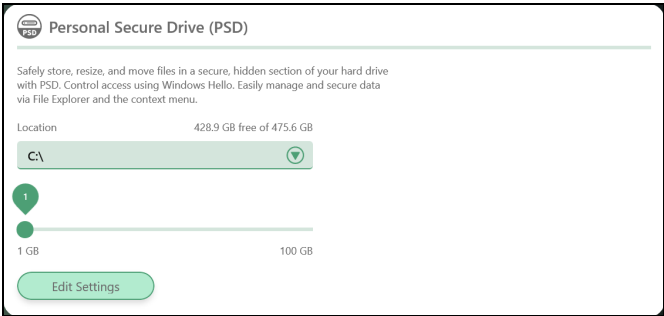 PSD
Personal Secure Drive (PSD)
Safely store, resize, and move files in a secure, hidden section of your hard drive
with PSD. Control access using Windows Hello. Easily manage and secure data
via File Explorer and the context menu.
Location 428.9 GB free of 475.6 GB
C:\
1
1 GB 100 GB
Edit Settings